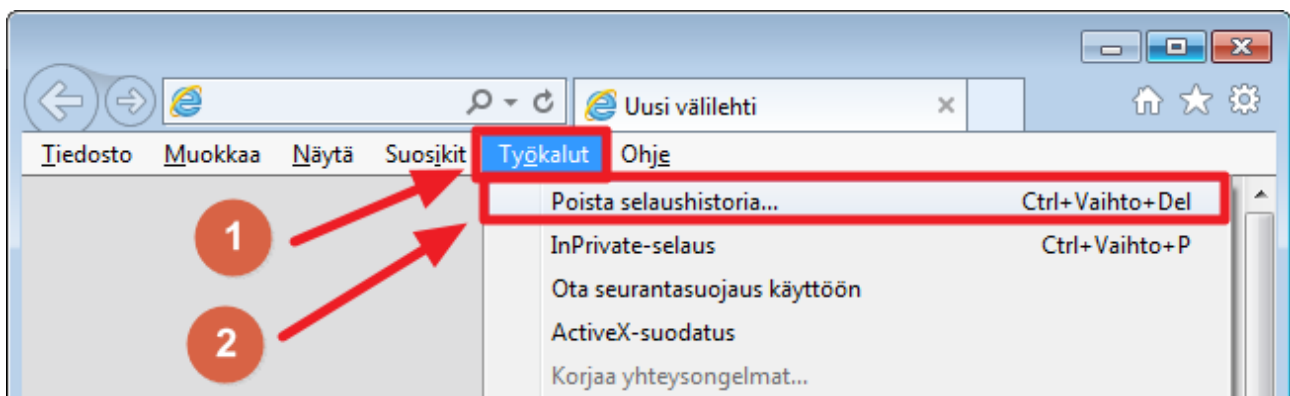 Uusi välilehti
Tiedosto Muokkaa Näytä Suosikit Työkalut Ohje
Poista selaushistoria... Ctrl+Vaihto+Del
1
InPrivate-selaus Ctrl+Vaihto+P
Ota seurantasuojaus käyttöön
2
ActiveX-suodatus
Korjaa yhteysongelmat...